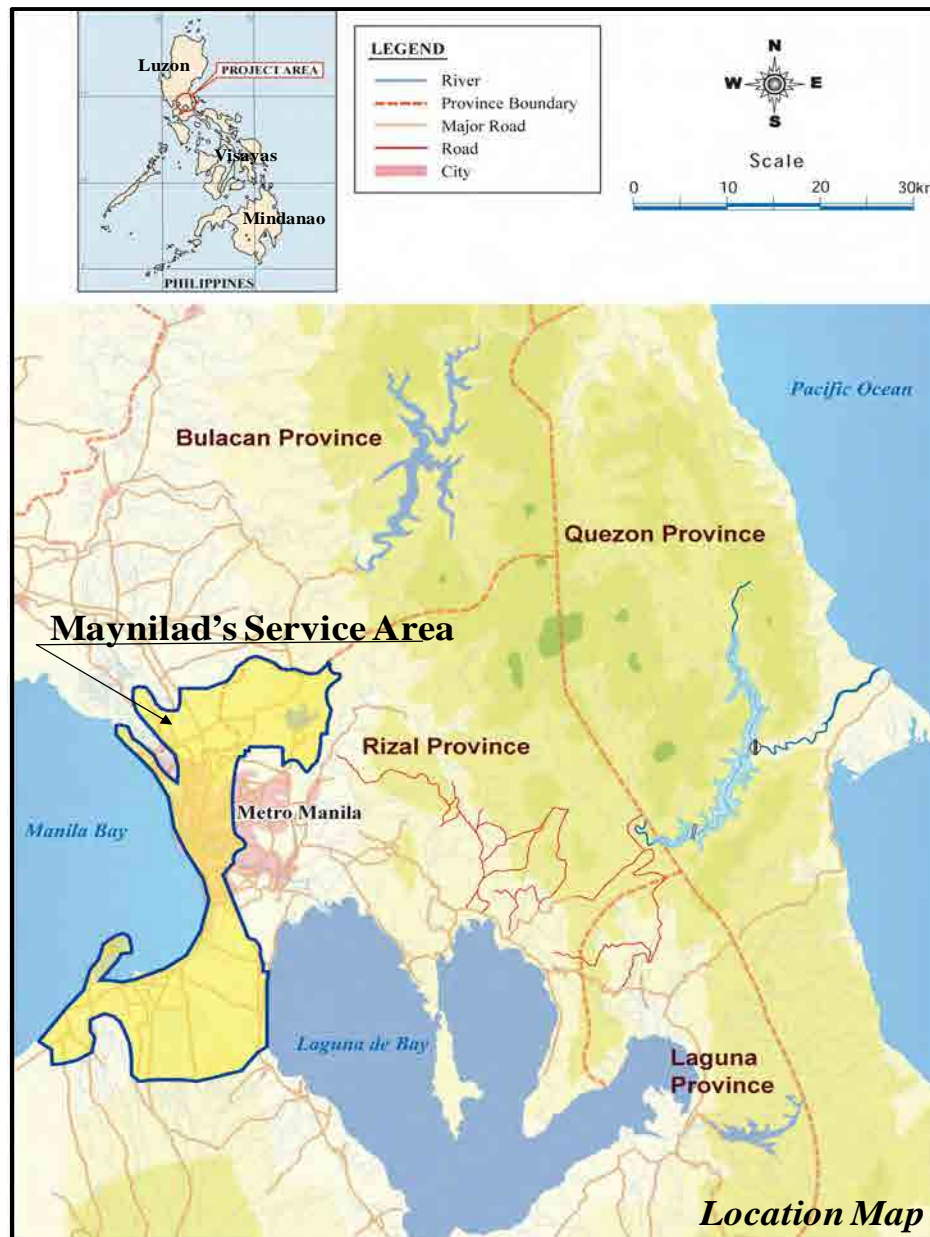 Luzon
PROJECT AREA
Visayas
Mindanao
PHILIPPINES
LEGEND
River
Province Boundary
Major Road
Road
City
N
W E
S
Scale
0 10 20 30km
Pacific Ocean
Bulacan Province
Quezon Province
Maynilad's Service Area
Rizal Province
Metro Manila
Manila Bay
Laguna de Bay
Laguna
Province
Location Map